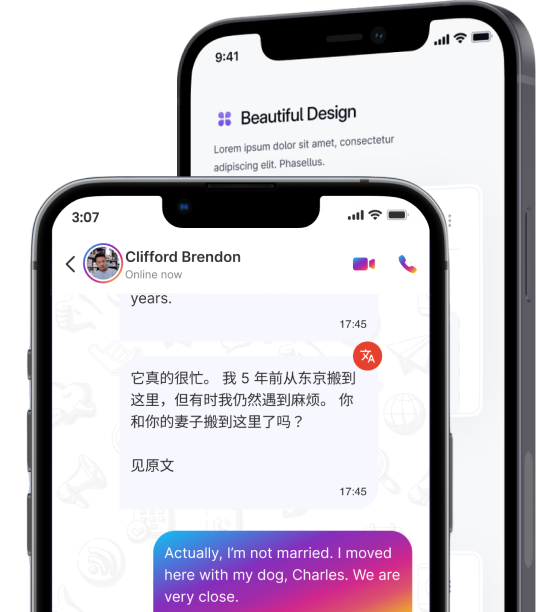 9:41
Beautiful Design
Lorem ipsum dolor sit amet, consectetur
adipiscing elit. Phasellus.
3:07
Clifford Brendon
Online now
years.
17:45
它真的很忙。 我 5 年前从东京搬到
这里，但有时我仍然遇到麻烦。 你
和你的妻子搬到这里了吗？
见原文
17:45
Actually, I'm not married. I moved
here with my dog, Charles. We are
very close.